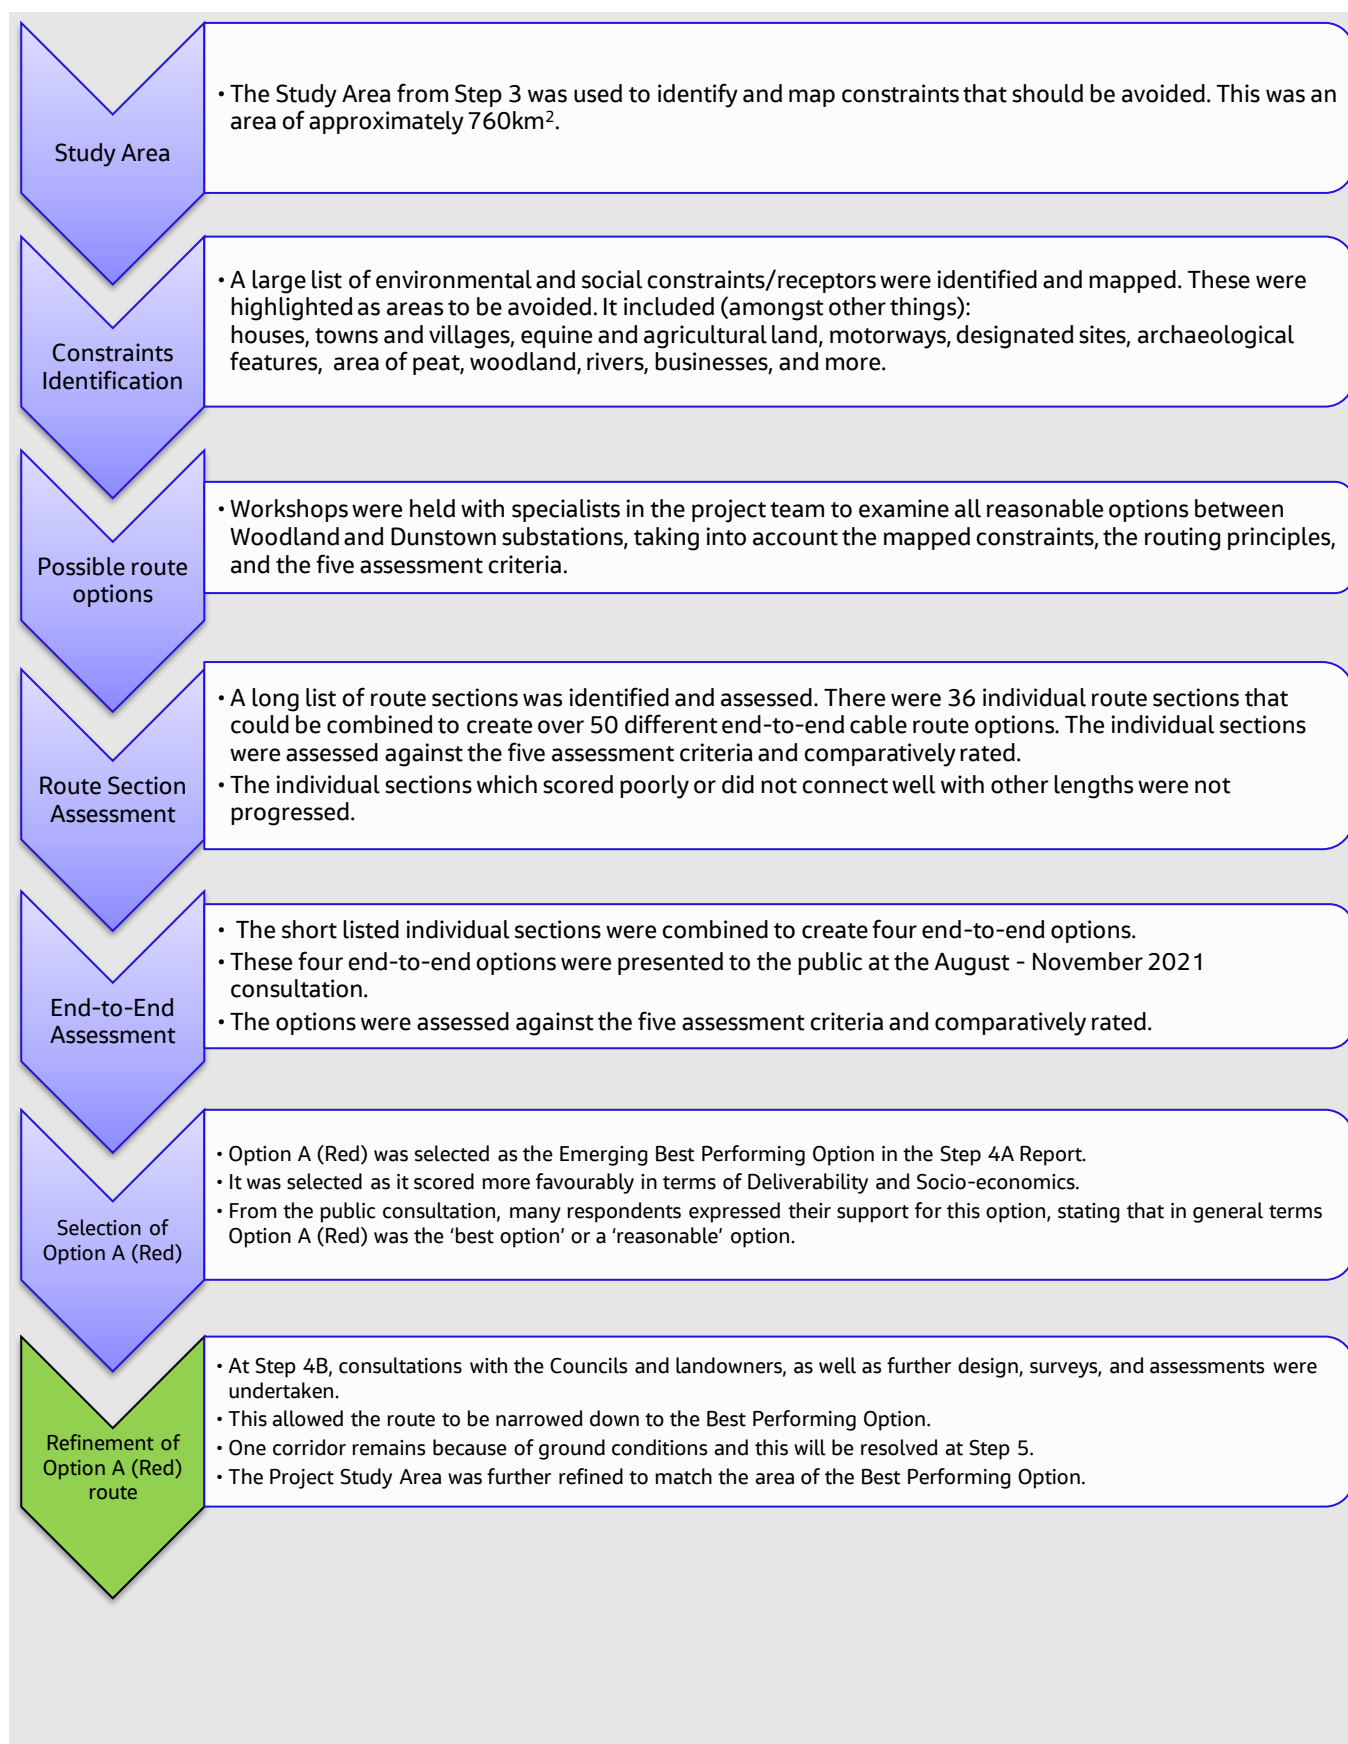 Study Area
• The Study Area from Step 3 was used to identify and map constraints that should be avoided. This was an
area of approximately 760km².
Constraints
Identification
• A large list of environmental and social constraints/receptors were identified and mapped. These were
highlighted as areas to be avoided. It included (amongst other things):
houses, towns and villages, equine and agricultural land, motorways, designated sites, archaeological
features, area of peat, woodland, rivers, businesses, and more.
Possible route
options
• Workshops were held with specialists in the project team to examine all reasonable options between
Woodland and Dunstown substations, taking into account the mapped constraints, the routing principles,
and the five assessment criteria.
Route Section
Assessment
• A long list of route sections was identified and assessed. There were 36 individual route sections that
could be combined to create over 50 different end-to-end cable route options. The individual sections
were assessed against the five assessment criteria and comparatively rated.
• The individual sections which scored poorly or did not connect well with other lengths were not
progressed.
End-to-End
Assessment
• The short listed individual sections were combined to create four end-to-end options.
• These four end-to-end options were presented to the public at the August - November 2021
consultation.
• The options were assessed against the five assessment criteria and comparatively rated.
Selection of
Option A (Red)
• Option A (Red) was selected as the Emerging Best Performing Option in the Step 4A Report.
• It was selected as it scored more favourably in terms of Deliverability and Socio-economics.
• From the public consultation, many respondents expressed their support for this option, stating that in general terms
Option A (Red) was the ‘best option’ or a ‘reasonable’ option.
Refinement of
Option A (Red)
route
• At Step 4B, consultations with the Councils and landowners, as well as further design, surveys, and assessments were
undertaken.
• This allowed the route to be narrowed down to the Best Performing Option.
• One corridor remains because of ground conditions and this will be resolved at Step 5.
• The Project Study Area was further refined to match the area of the Best Performing Option.